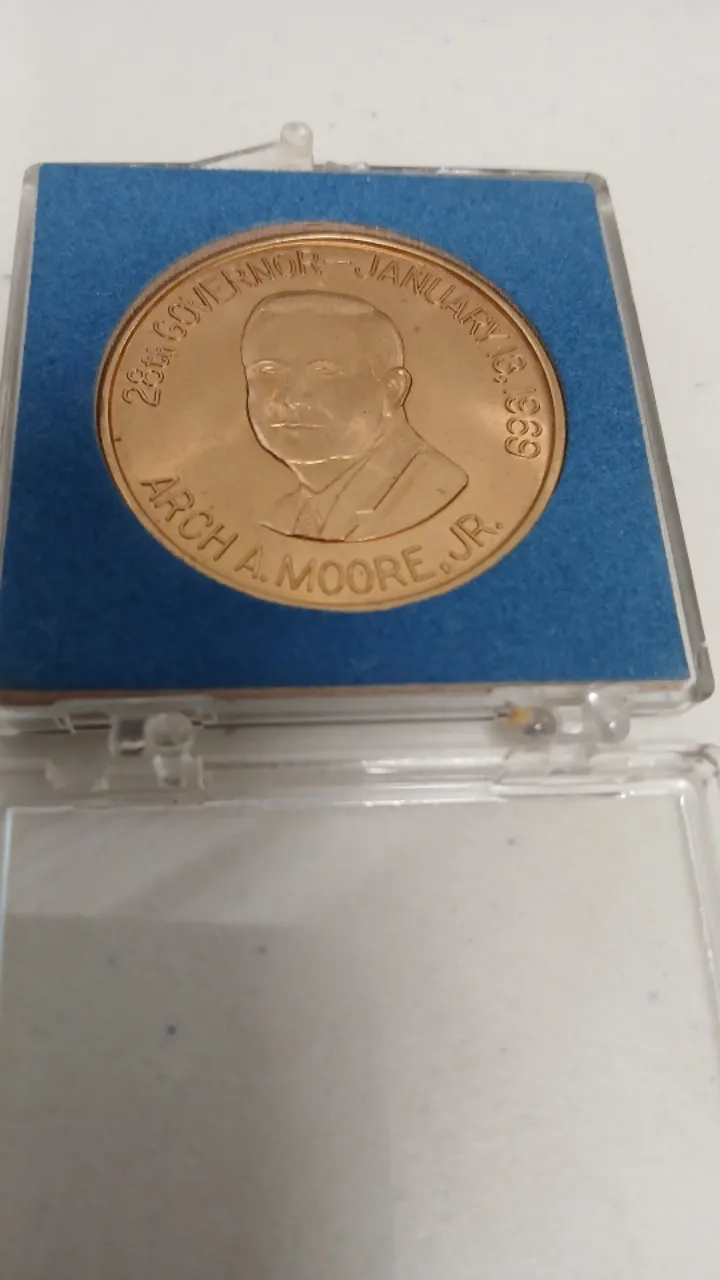 28th GOVERNOR—JANUARY 13, 1969
ARCH A. MOORE, JR.